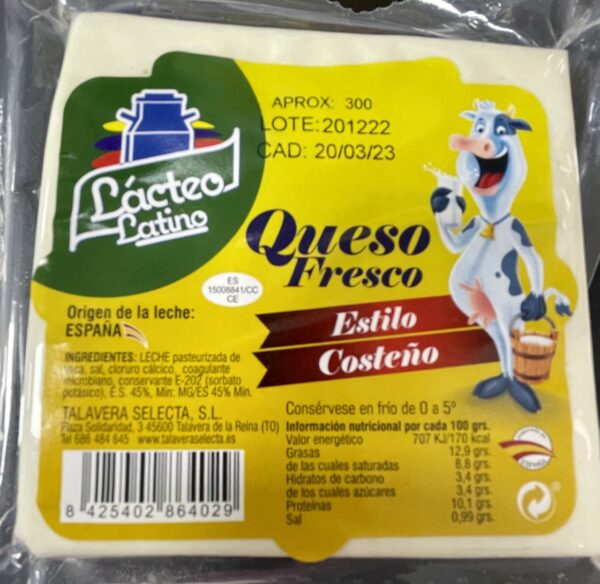 APROX: 300
LOTE: 201222
CAD: 20/03/23
Lácteo
Latino
Queso
Fresco
ES
15008841/CC
CE
Estilo
Costeño
Origen de la leche:
ESPAÑA
INGREDIENTES: LECHE pasteurizada de
vaca, sal, cloruro cálcico, coagulante
microbiano, conservante E-202 (sorbato
potásico), E.S. 45%, Min: MG/ES 45% Min.
TALAVERA SELECTA, S.L.
Plaza Solidaridad, 3 45600 Talavera de la Reina (TO)
Tel 686 484 645 www.talaveraselecta.es
8 425402 864029
Consérvese en frío de 0 a 5º
Información nutricional por cada 100 grs.
Valor energético 707 KJ/170 kcal
Grasas 12,9 grs.
de las cuales saturadas 8,8 grs.
Hidratos de carbono 3,4 grs.
de los cuales azúcares 3,4 grs.
Proteinas 10,1 grs.
Sal 0,99 grs.
ESPAÑA